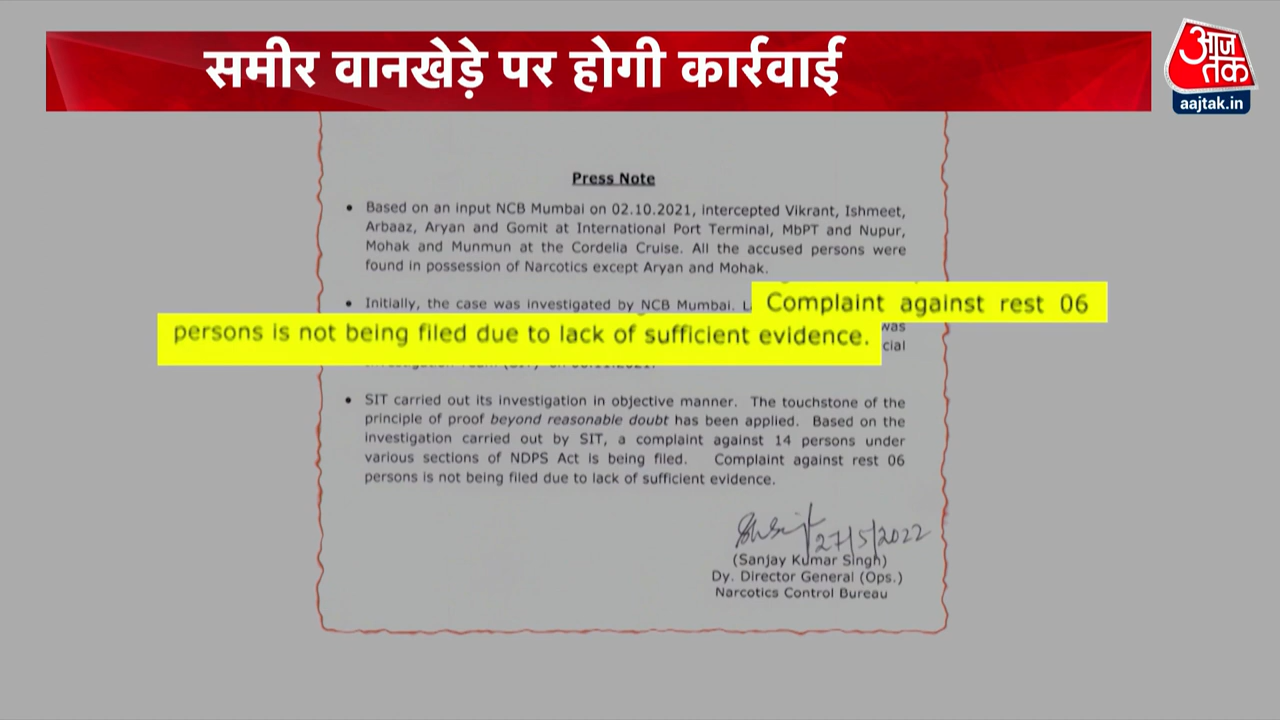 समीर वानखेड़े पर होगी कार्रवाई
आज
तक
aajtak.in
Press Note
• Based on an input NCB Mumbai on 02.10.2021, intercepted Vikrant, Ishmeet,
Arbaaz, Aryan and Gomit at International Port Terminal, MbPT and Nupur,
Mohak and Munmun at the Cordelia Cruise. All the accused persons were
found in possession of Narcotics except Aryan and Mohak.
• Initially, the case was investigated by NCB Mumbai.
Complaint against rest 06
persons is not being filed due to lack of sufficient evidence.
was
• SIT carried out its investigation in objective manner. The touchstone of the
principle of proof beyond reasonable doubt has been applied. Based on the
investigation carried out by SIT, a complaint against 14 persons under
various sections of NDPS Act is being filed. Complaint against rest 06
persons is not being filed due to lack of sufficient evidence.
27/5/2022
(Sanjay Kumar Singh)
Dy. Director General (Ops.)
Narcotics Control Bureau